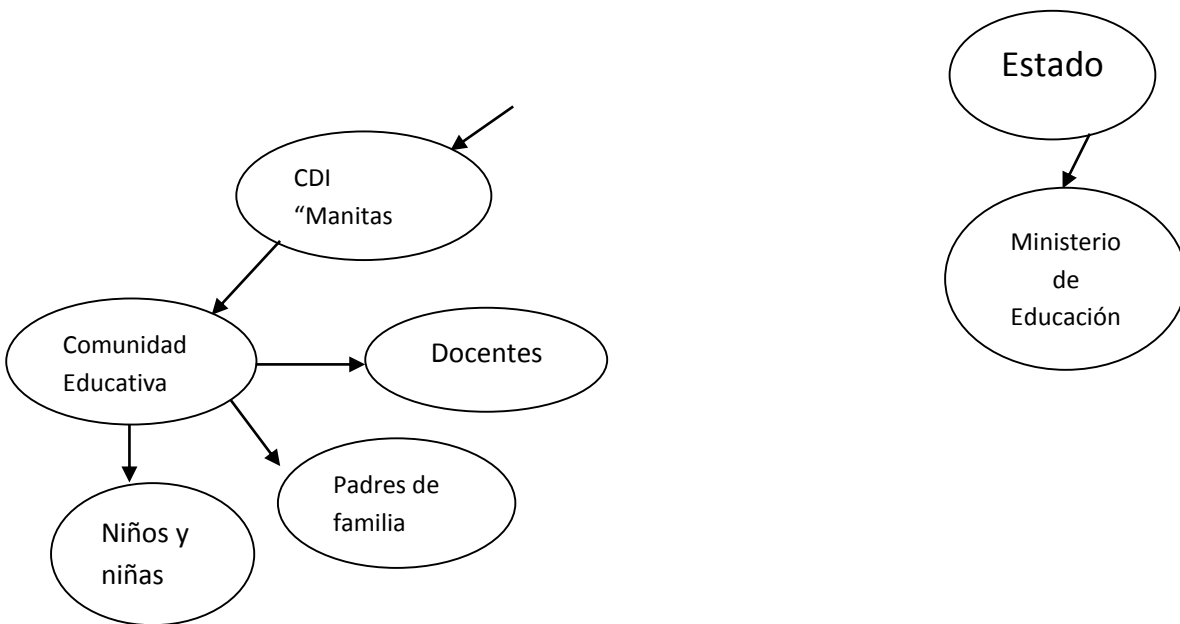 Estado
CDI
“Manitas
Ministerio
de
Educación
Comunidad
Educativa
Docentes
Padres de
familia
Niños y
niñas